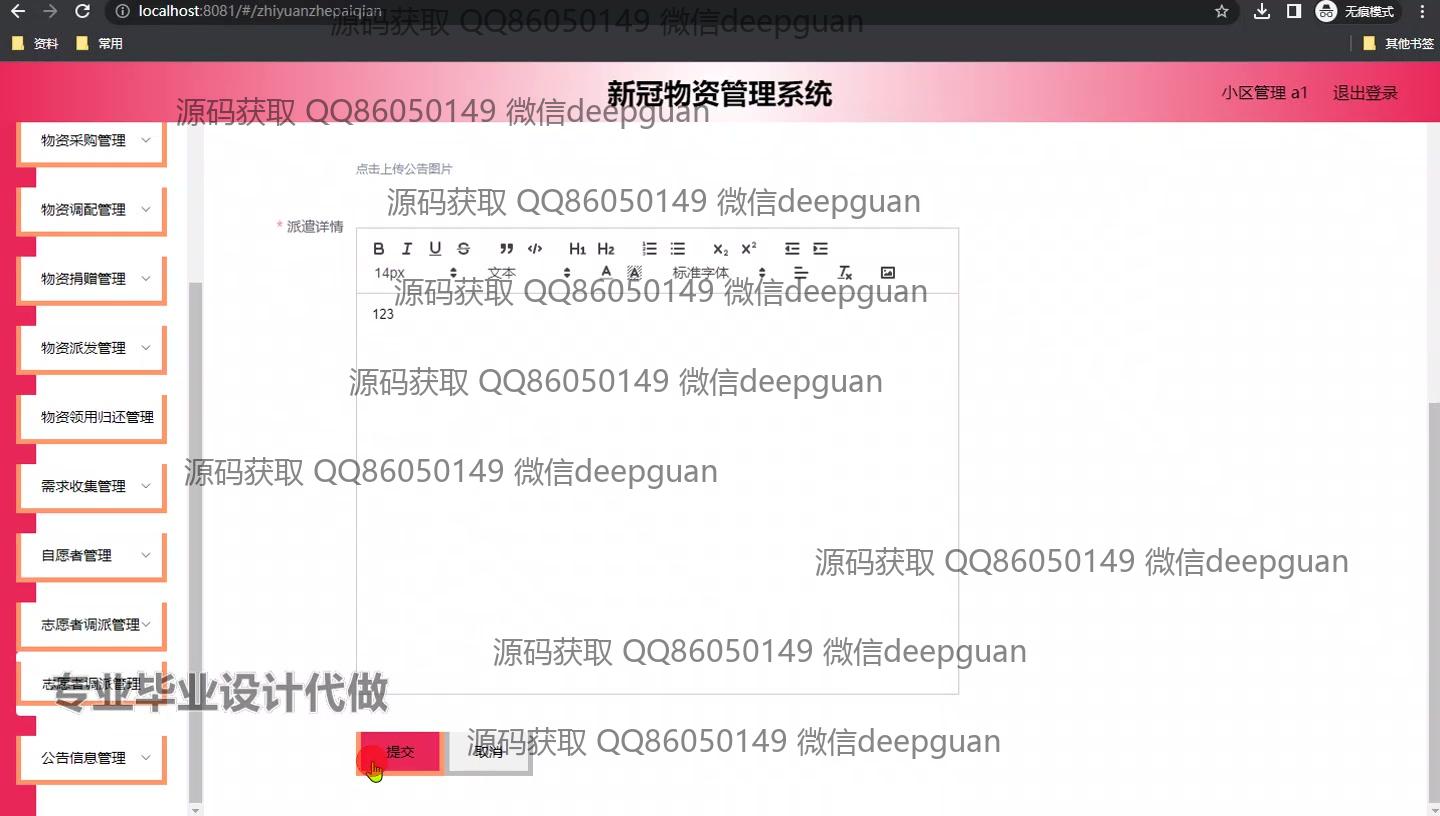 localhost:8081/#/zhiyuanzhepaiqian
无痕模式
源码获取 QQ86050149 微信deepguan
资料
常用
其他书签
新冠物资管理系统
小区管理 a1
退出登录
源码获取 QQ86050149 微信deepguan
物资采购管理
点击上传公告图片
源码获取 QQ86050149 微信deepguan
物资调配管理
* 派遣详情
B I U S ” </> H1 H2 X₂ X²
14px 文本 A A 标准字体
物资捐赠管理
源码获取 QQ86050149 微信deepguan
123
物资派发管理
源码获取 QQ86050149 微信deepguan
物资领用归还管理
源码获取 QQ86050149 微信deepguan
需求收集管理
自愿者管理
源码获取 QQ86050149 微信deepguan
志愿者调派管理
源码获取 QQ86050149 微信deepguan
志愿者调派管理
专业毕业设计代做
源码获取 QQ86050149 微信deepguan
提交
取消
公告信息管理